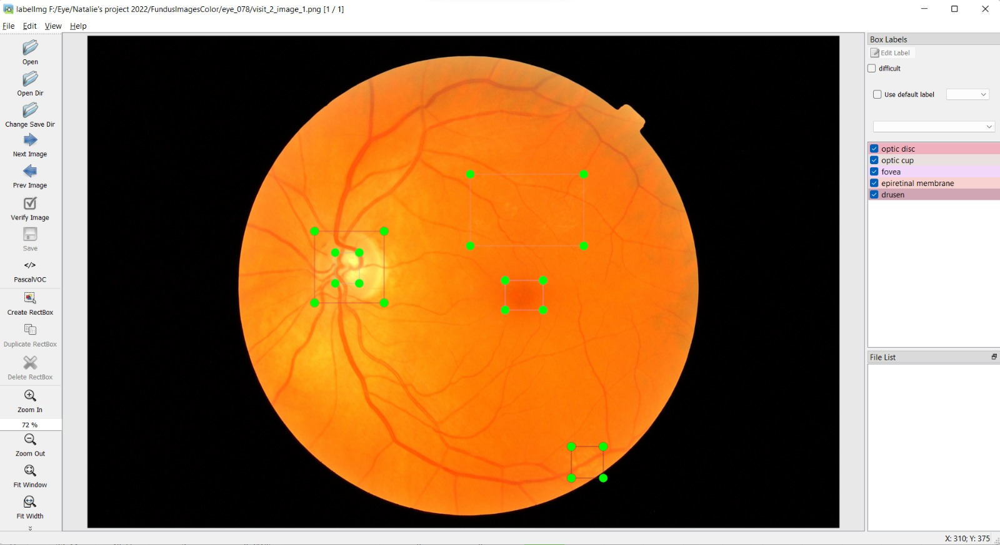 labelImg F:/Eye/Natalie's project 2022/FundusImagesColor/eye_078/visit_2_image_1.png [1 / 1]
File Edit View Help
Open
Open Dir
Change Save Dir
Next Image
Prev Image
Verify Image
Save
</>
PascalVOC
Create RectBox
Duplicate RectBox
Delete RectBox
Zoom In
72 %
Zoom Out
Fit Window
Fit Width
Box Labels
Edit Label
difficult
Use default label
optic disc
optic cup
fovea
epiretinal membrane
drusen
File List
X: 310; Y: 375